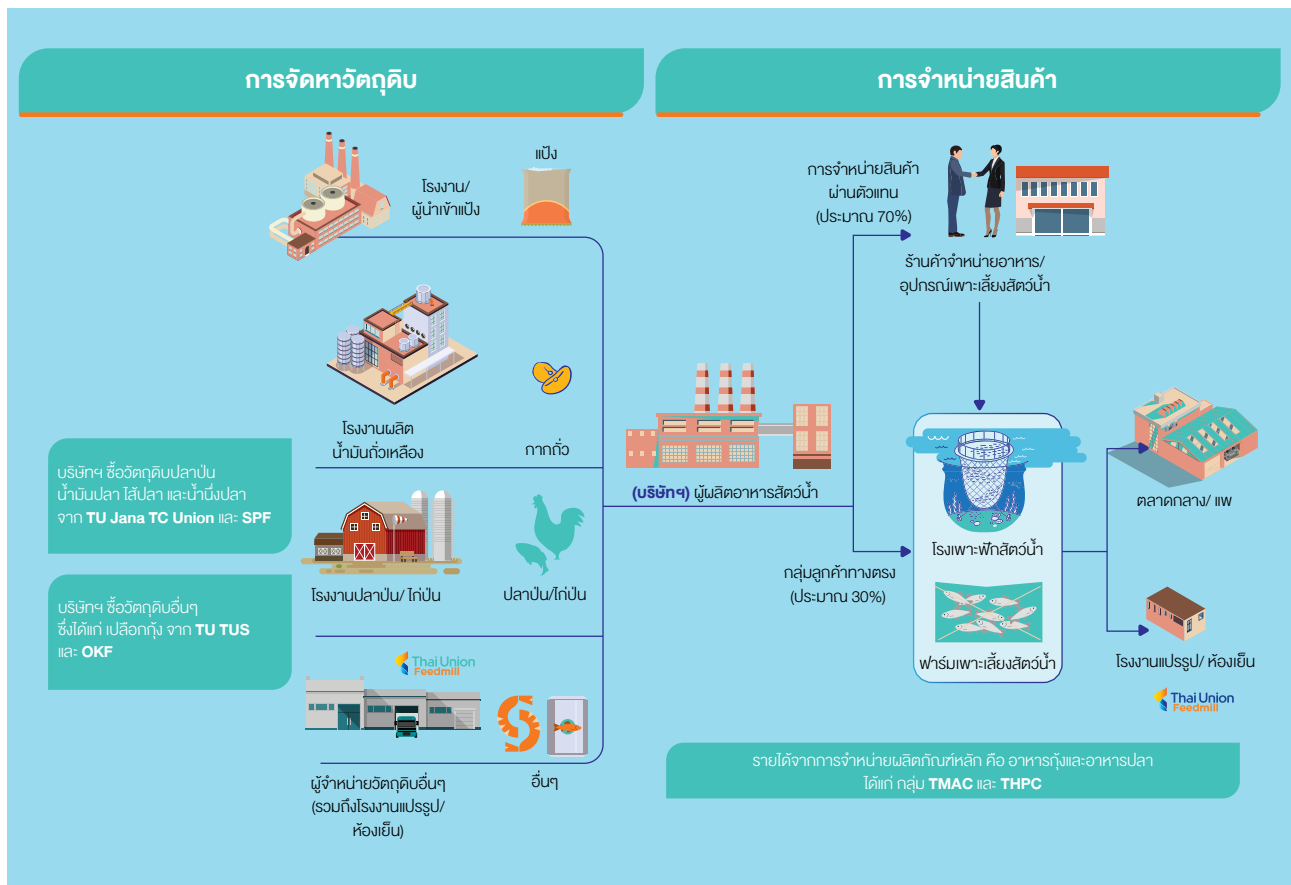 การจัดหาวัตถุดิบ
การจำหน่ายสินค้า
โรงงาน/
ผู้นำเข้าแป้ง
แป้ง
โรงงานผลิต
น้ำมันถั่วเหลือง
กากถั่ว
บริษัทฯ ซื้อวัตถุดิบปลาป่น
น้ำมันปลา ไส้ปลา และน้ำนึ่งปลา
จาก TU Jana TC Union และ SPF
โรงงานปลาป่น/ ไก่ป่น
ปลาป่น/ไก่ป่น
บริษัทฯ ซื้อวัตถุดิบอื่นๆ
ซึ่งได้แก่ เปลือกกุ้ง จาก TU TUS
และ OKF
Thai Union
Feedmill
ผู้จำหน่ายวัตถุดิบอื่นๆ
(รวมถึงโรงงานแปรรูป/
ห้องเย็น)
อื่นๆ
(บริษัทฯ) ผู้ผลิตอาหารสัตว์น้ำ
การจำหน่ายสินค้า
ผ่านตัวแทน
(ประมาณ 70%)
ร้านค้าจำหน่ายอาหาร/
อุปกรณ์เพาะเลี้ยงสัตว์น้ำ
กลุ่มลูกค้าทางตรง
(ประมาณ 30%)
โรงเพาะฟักสัตว์น้ำ
ฟาร์มเพาะเลี้ยงสัตว์น้ำ
ตลาดกลาง/ แพ
โรงงานแปรรูป/ ห้องเย็น
Thai Union
Feedmill
รายได้จากการจำหน่ายผลิตภัณฑ์หลัก คือ อาหารกุ้งและอาหารปลา
ได้แก่ กลุ่ม TMAC และ THPC